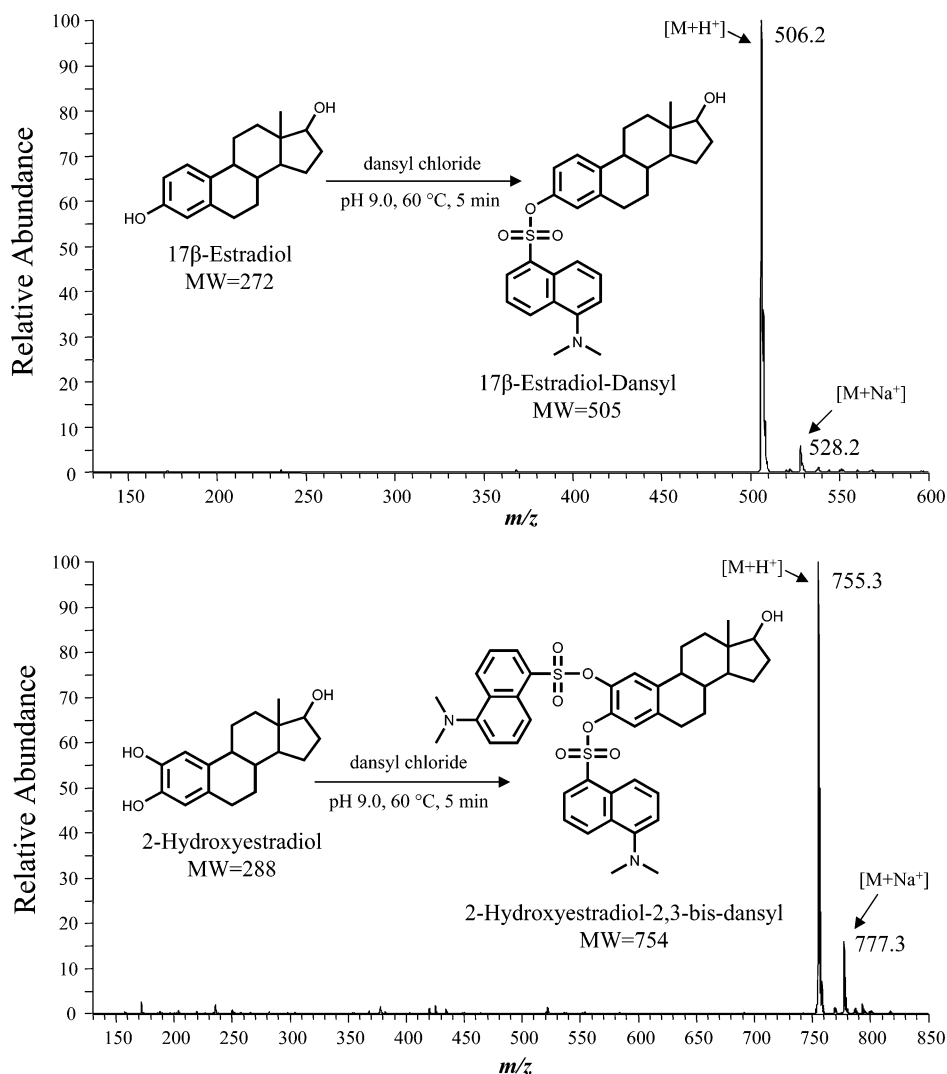 [M+H⁺]
506.2
100
90
80
70
60
50
40
30
20
10
0
Relative Abundance
OH
HO
17β-Estradiol
MW=272
dansyl chloride
pH 9.0, 60 °C, 5 min
OH
O
O
S
O
N
17β-Estradiol-Dansyl
MW=505
[M+Na⁺]
528.2
150 200 250 300 350 400 450 500 550 600
m/z
[M+H⁺]
755.3
100
90
80
70
60
50
40
30
20
10
0
Relative Abundance
OH
HO
HO
2-Hydroxyestradiol
MW=288
dansyl chloride
pH 9.0, 60 °C, 5 min
OH
O
S
O
O
N
O
O
S
O
N
2-Hydroxyestradiol-2,3-bis-dansyl
MW=754
[M+Na⁺]
777.3
150 200 250 300 350 400 450 500 550 600 650 700 750 800 850
m/z